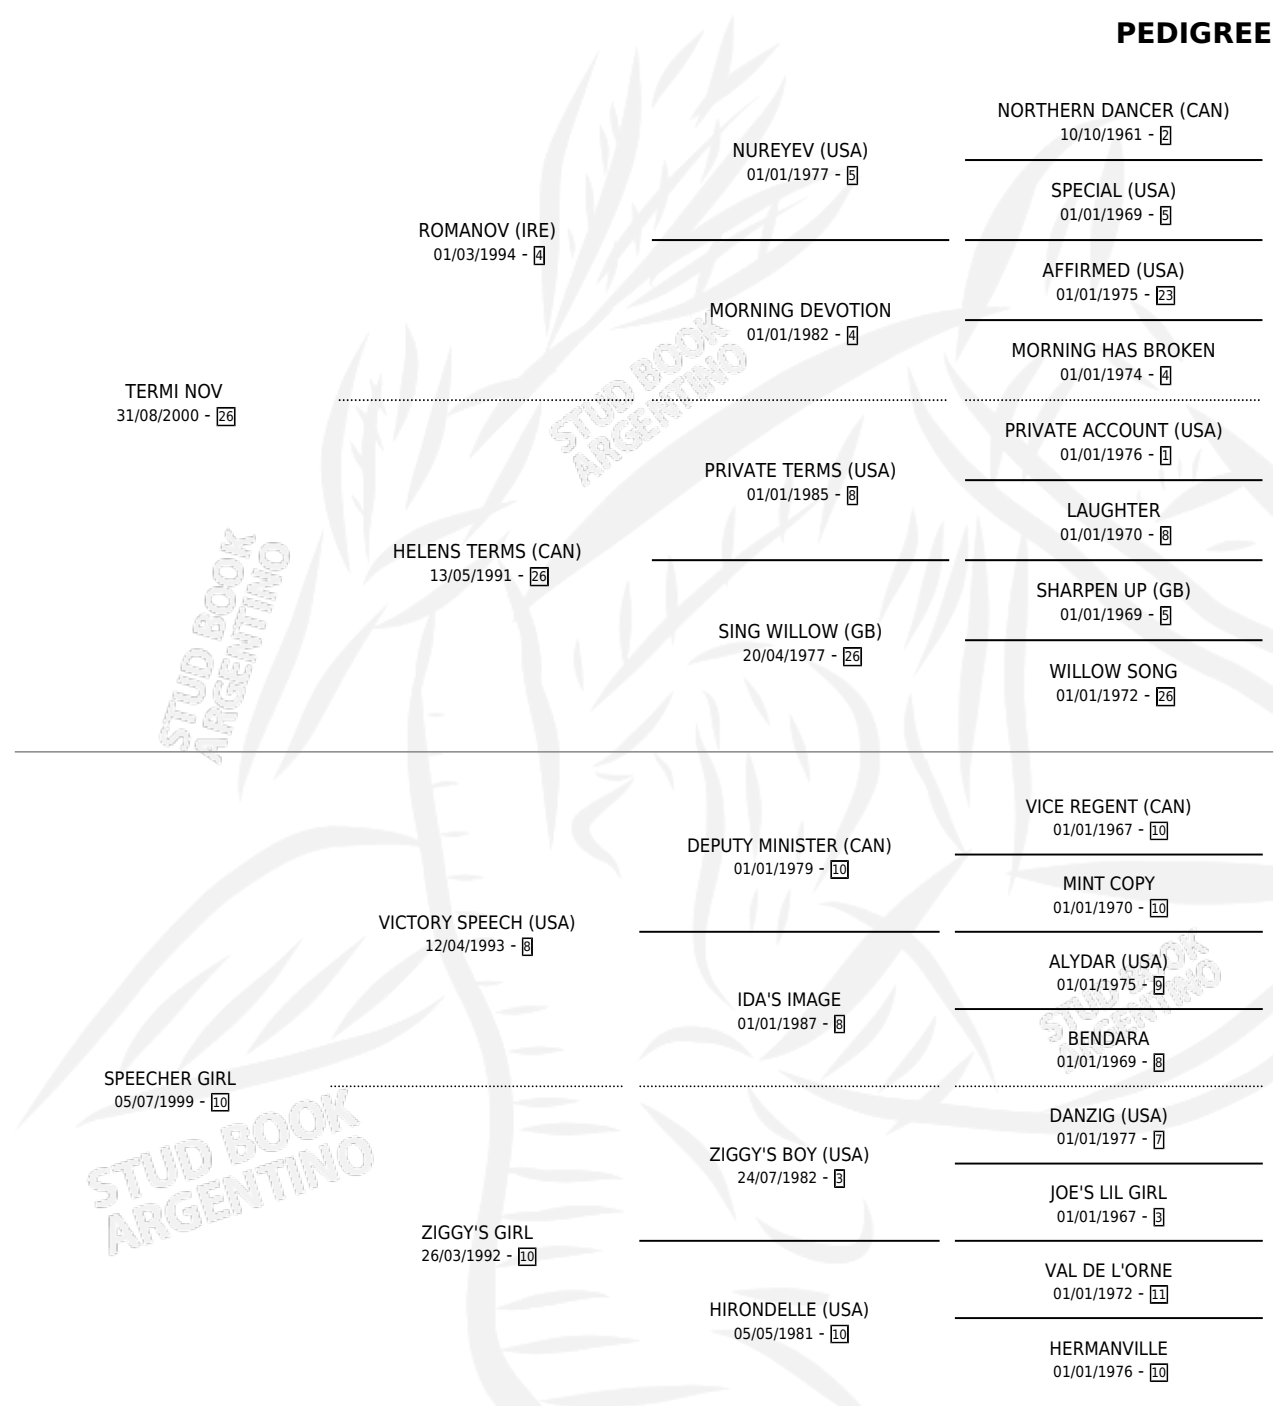 PEDIGREE
NORTHERN DANCER (CAN)
10/10/1961 - 2
NUREYEV (USA)
01/01/1977 - 5
SPECIAL (USA)
01/01/1969 - 5
ROMANOV (IRE)
01/03/1994 - 4
AFFIRMED (USA)
01/01/1975 - 23
MORNING DEVOTION
01/01/1982 - 4
MORNING HAS BROKEN
01/01/1974 - 4
TERMI NOV
31/08/2000 - 26
PRIVATE ACCOUNT (USA)
01/01/1976 - 1
PRIVATE TERMS (USA)
01/01/1985 - 8
LAUGHTER
01/01/1970 - 8
HELENS TERMS (CAN)
13/05/1991 - 26
SHARPEN UP (GB)
01/01/1969 - 5
SING WILLOW (GB)
20/04/1977 - 26
WILLOW SONG
01/01/1972 - 26
VICE REGENT (CAN)
01/01/1967 - 10
DEPUTY MINISTER (CAN)
01/01/1979 - 10
MINT COPY
01/01/1970 - 10
VICTORY SPEECH (USA)
12/04/1993 - 8
ALYDAR (USA)
01/01/1975 - 9
IDA'S IMAGE
01/01/1987 - 8
BENDARA
01/01/1969 - 8
SPEECHER GIRL
05/07/1999 - 10
DANZIG (USA)
01/01/1977 - 7
ZIGGY'S BOY (USA)
24/07/1982 - 3
JOE'S LIL GIRL
01/01/1967 - 3
ZIGGY'S GIRL
26/03/1992 - 10
VAL DE L'ORNE
01/01/1972 - 11
HIRONDELLE (USA)
05/05/1981 - 10
HERMANVILLE
01/01/1976 - 10
STUD BOOK
ARGENTINO
STUD BOOK
ARGENTINO
STUD BOOK
ARGENTINO
STUD BOOK
ARGENTINO